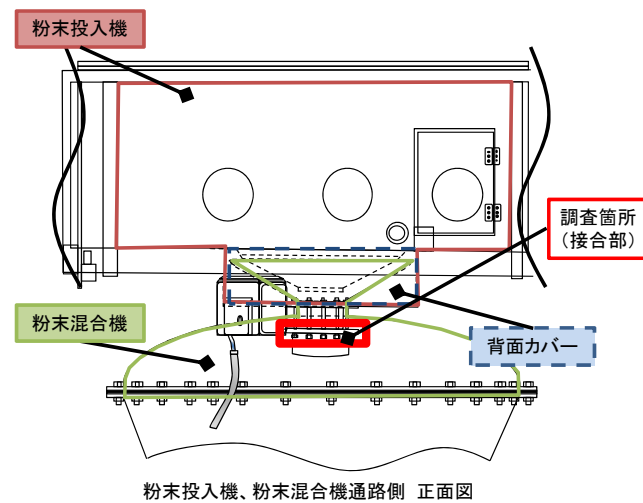 粉末投入機
調査箇所
（接合部）
粉末混合機
背面カバー
粉末投入機、粉末混合機通路側 正面図